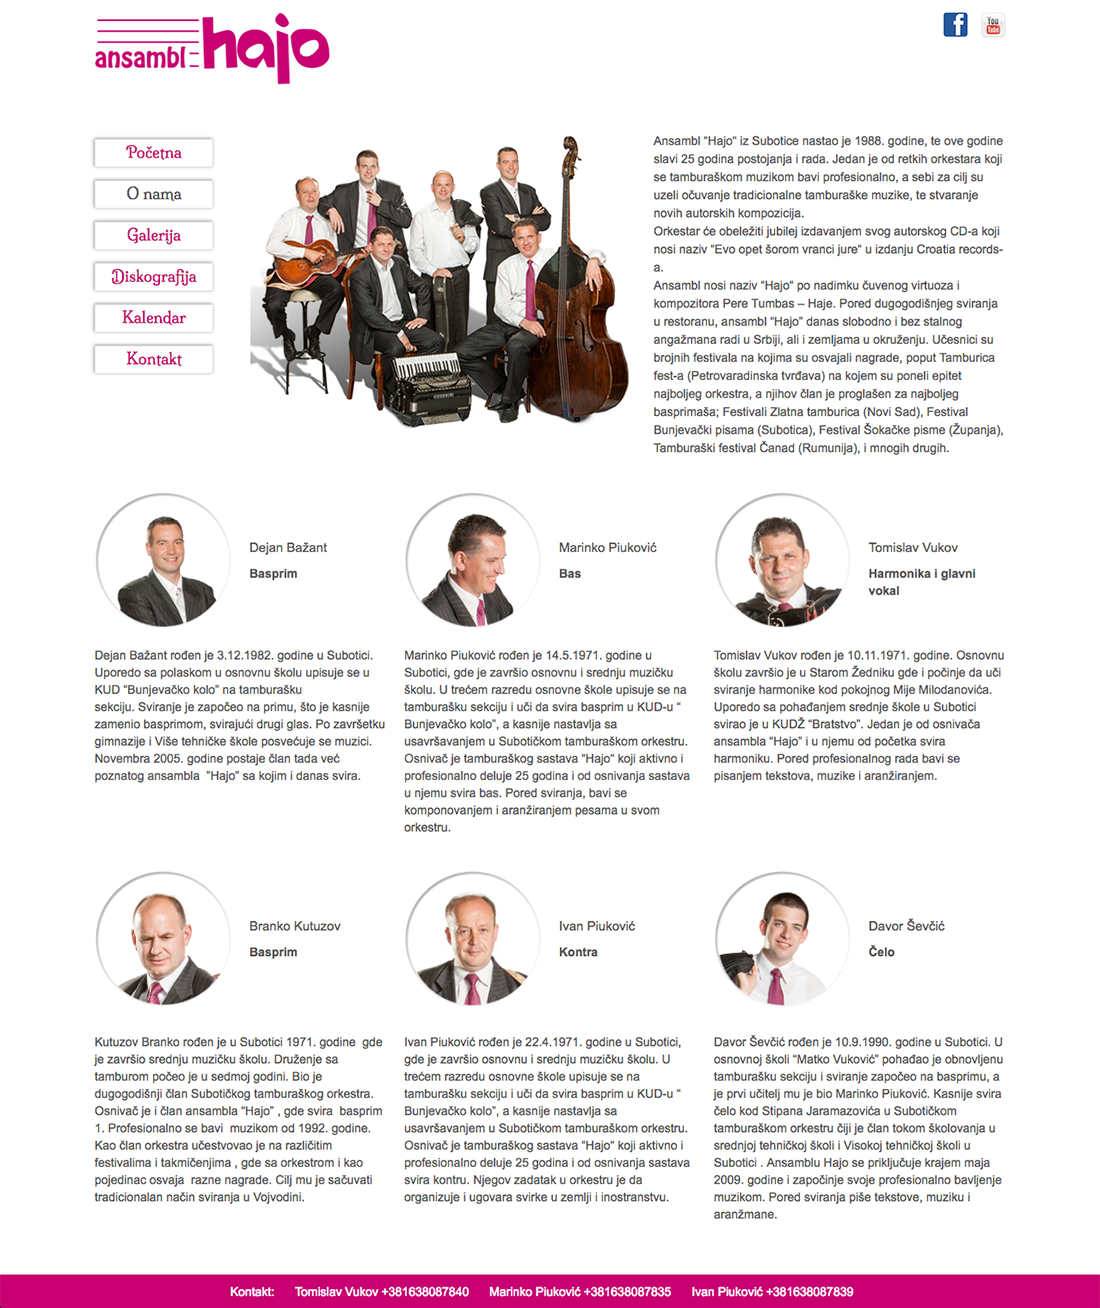 ansambl hajo
You
Tube
Početna
O nama
Galerija
Diskografija
Kalendar
Kontakt
Ansambl “Hajo“ iz Subotice nastao je 1988. godine, te ove godine
slavi 25 godina postojanja i rada. Jedan je od retkih orkestara koji
se tamburaškom muzikom bavi profesionalno, a sebi za cilj su
uzeli očuvanje tradicionalne tamburaške muzike, te stvaranje
novih autorskih kompozicija.
Orkestar će obeležiti jubilej izdavanjem svog autorskog CD-a koji
nosi naziv “Evo opet šorom vranci jure“ u izdanju Croatia records-
a.
Ansambl nosi naziv “Hajo“ po nadimku čuvenog virtuoza i
kompozitora Pere Tumbas – Haje. Pored dugogodišnjeg sviranja
u restoranu, ansambl “Hajo” danas slobodno i bez stalnog
angažmana radi u Srbiji, ali i zemljama u okruženju. Učesnici su
brojnih festivala na kojima su osvajali nagrade, poput Tamburica
fest-a (Petrovaradinska tvrđava) na kojem su poneli epitet
najboljeg orkestra, a njihov član je proglašen za najboljeg
basprimaša; Festivali Zlatna tamburica (Novi Sad), Festival
Bunjevački pisama (Subotica), Festival Šokačke pisme (Županja),
Tamburaški festival Čanad (Rumunija), i mnogih drugih.
Dejan Bažant
Basprim
Marinko Piuković
Bas
Tomislav Vukov
Harmonika i glavni
vokal
Dejan Bažant rođen je 3.12.1982. godine u Subotici.
Uporedo sa polaskom u osnovnu školu upisuje se u
KUD “Bunjevačko kolo” na tamburašku
sekciju. Sviranje je započeo na primu, što je kasnije
zamenio basprimom, svirajući drugi glas. Po završetku
gimnazije i Više tehničke škole posvećuje se muzici.
Novembra 2005. godine postaje član tada već
poznatog ansambla  ”Hajo” sa kojim i danas svira.
Marinko Piuković rođen je 14.5.1971. godine u
Subotici, gde je završio osnovnu i srednju muzičku
školu. U trećem razredu osnovne škole upisuje se na
tamburašku sekciju i uči da svira basprim u KUD-u “
Bunjevačko kolo”, a kasnije nastavlja sa
usavršavanjem u Subotičkom tamburaškom orkestru.
Osnivač je tamburaškog sastava “Hajo“ koji aktivno i
profesionalno deluje 25 godina i od osnivanja sastava
u njemu svira bas. Pored sviranja, bavi se
komponovanjem i aranžiranjem pesama u svom
orkestru.
Tomislav Vukov rođen je 10.11.1971. godine. Osnovnu
školu završio je u Starom Žedniku gde i počinje da uči
sviranje harmonike kod pokojnog Mije Milodanovića.
Uporedo sa pohađanjem srednje škole u Subotici
svirao je u KUDŽ “Bratstvo”. Jedan je od osnivača
ansambla “Hajo” i u njemu od početka svira
harmoniku. Pored profesionalnog rada bavi se
pisanjem tekstova, muzike i aranžiranjem.
Branko Kutuzov
Basprim
Ivan Piuković
Kontra
Davor Ševčić
Čelo
Kutuzov Branko rođen je u Subotici 1971. godine  gde
je završio srednju muzičku školu. Druženje sa
tamburom počeo je u sedmoj godini. Bio je
dugogodišnji član Subotičkog tamburaškog orkestra.
Osnivač je i član ansambla “Hajo” , gde svira  basprim
1. Profesionalno se bavi  muzikom od 1992. godine.
Kao član orkestra učestvovao je na različitim
festivalima i takmičenjima , gde sa orkestrom i kao
pojedinac osvaja  razne nagrade. Cilj mu je sačuvati
tradicionalan način sviranja u Vojvodini.
Ivan Piuković rođen je 22.4.1971. godine u Subotici,
gde je završio osnovnu i srednju muzičku školu. U
trećem razredu osnovne škole upisuje se na
tamburašku sekciju i uči da svira basprim u KUD-u “
Bunjevačko kolo”, a kasnije nastavlja sa
usavršavanjem u Subotičkom tamburaškom orkestru.
Osnivač je tamburaškog sastava “Hajo“ koji aktivno i
profesionalno deluje 25 godina i od osnivanja sastava
svira kontru. Njegov zadatak u orkestru je da
organizuje i ugovara svirke u zemlji i inostranstvu.
Davor Ševčić rođen je 10.9.1990. godine u Subotici. U
osnovnoj školi “Matko Vuković” pohađao je obnovljenu
tamburašku sekciju i sviranje započeo na basprimu, a
je prvi učitelj mu je bio Marinko Piuković. Kasnije svira
čelo kod Stipana Jaramazovića u Subotičkom
tamburaškom orkestru čiji je član tokom školovanja u
srednjoj tehničkoj školi i Visokoj tehničkoj školi u
Subotici . Ansamblu Hajo se priključuje krajem maja
2009. godine i započinje svoje profesionalno bavljenje
muzikom. Pored sviranja piše tekstove, muziku i
aranžmane.
Kontakt: Tomislav Vukov +381638087840 Marinko Piuković +381638087835 Ivan Piuković +381638087839